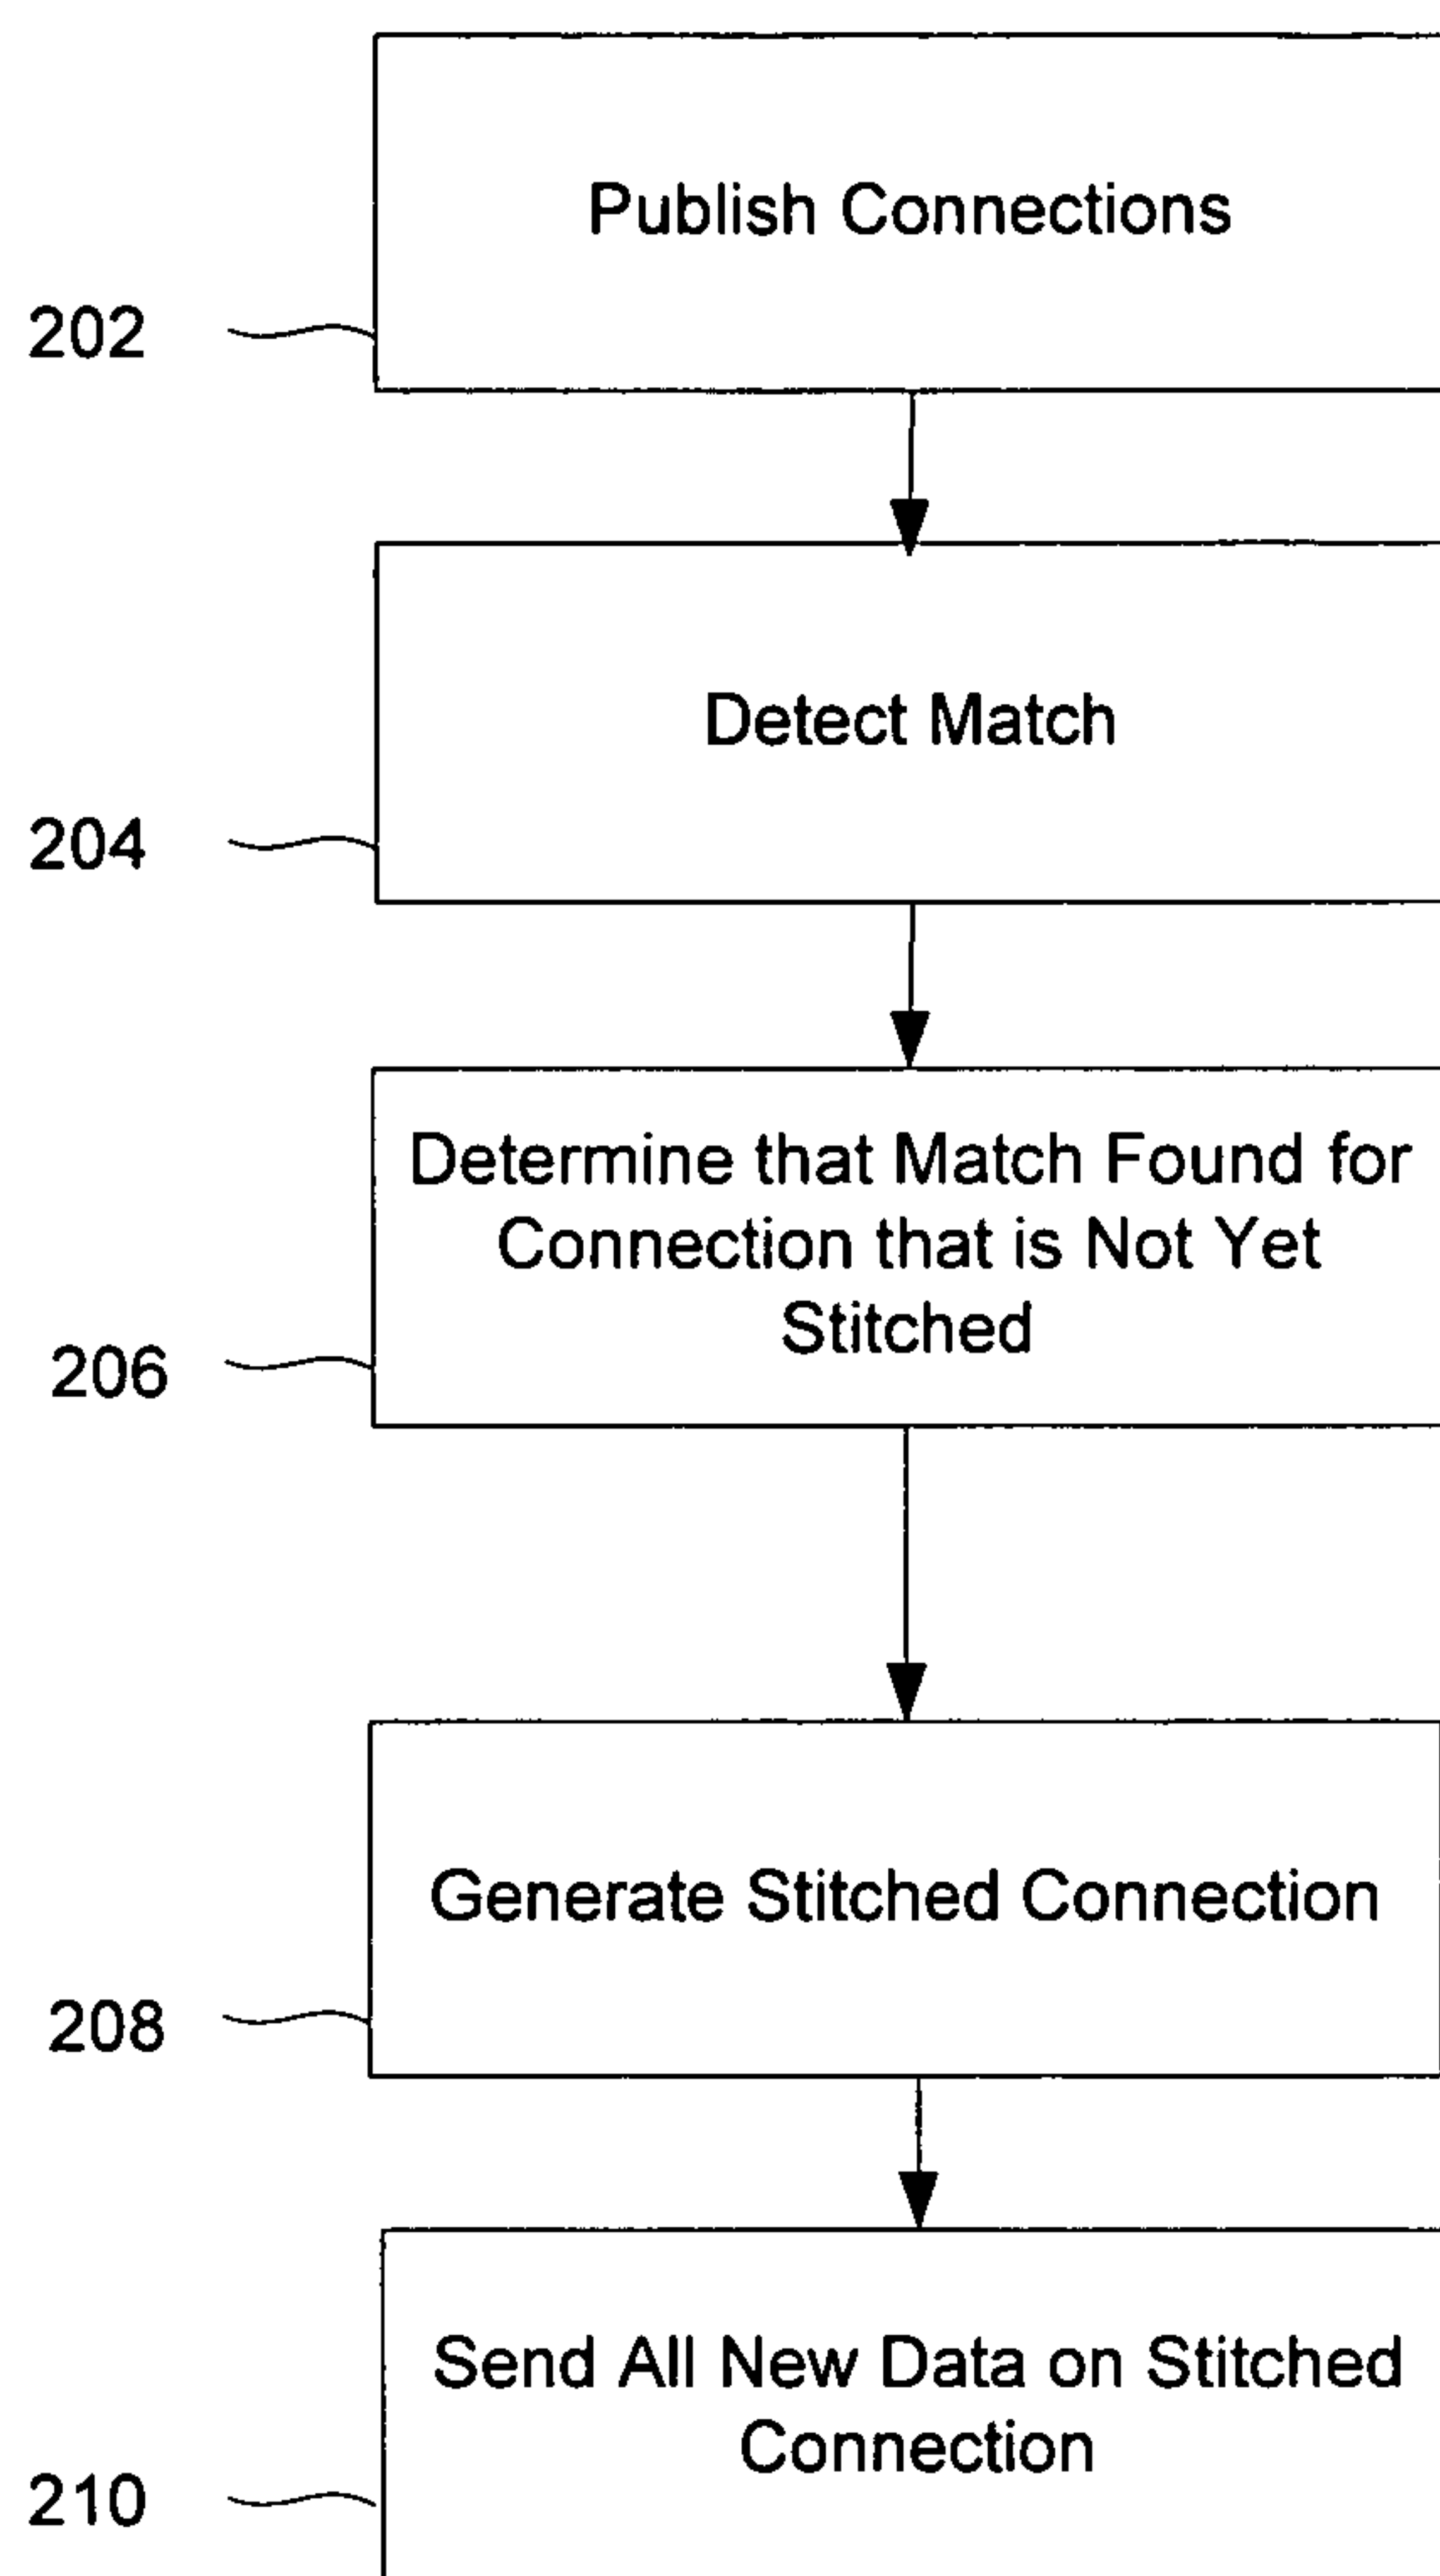 Publish Connections
202
Detect Match
204
Determine that Match Found for
Connection that is Not Yet
Stitched
206
Generate Stitched Connection
208
Send All New Data on Stitched
Connection
210